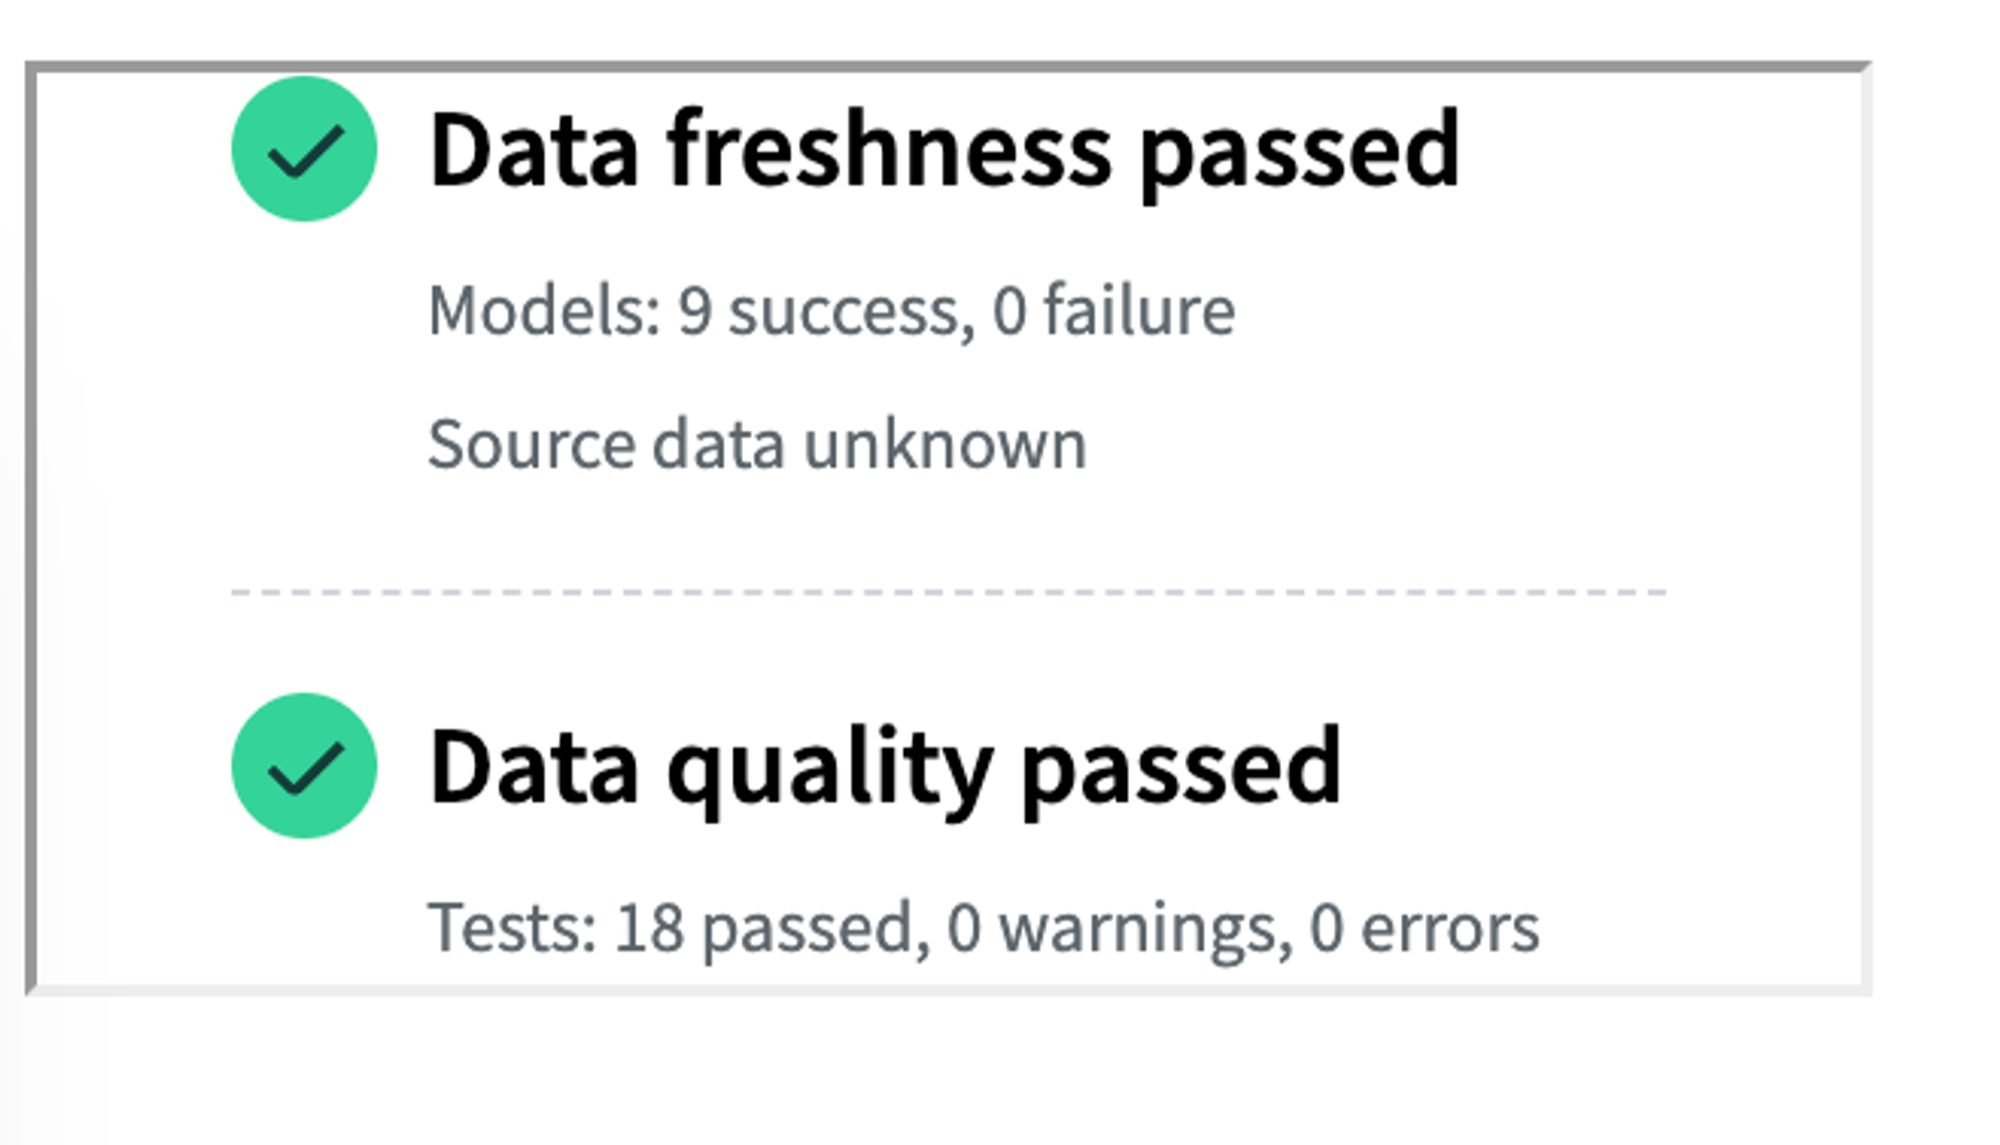 Data freshness passed
Models: 9 success, 0 failure
Source data unknown
Data quality passed
Tests: 18 passed, 0 warnings, 0 errors